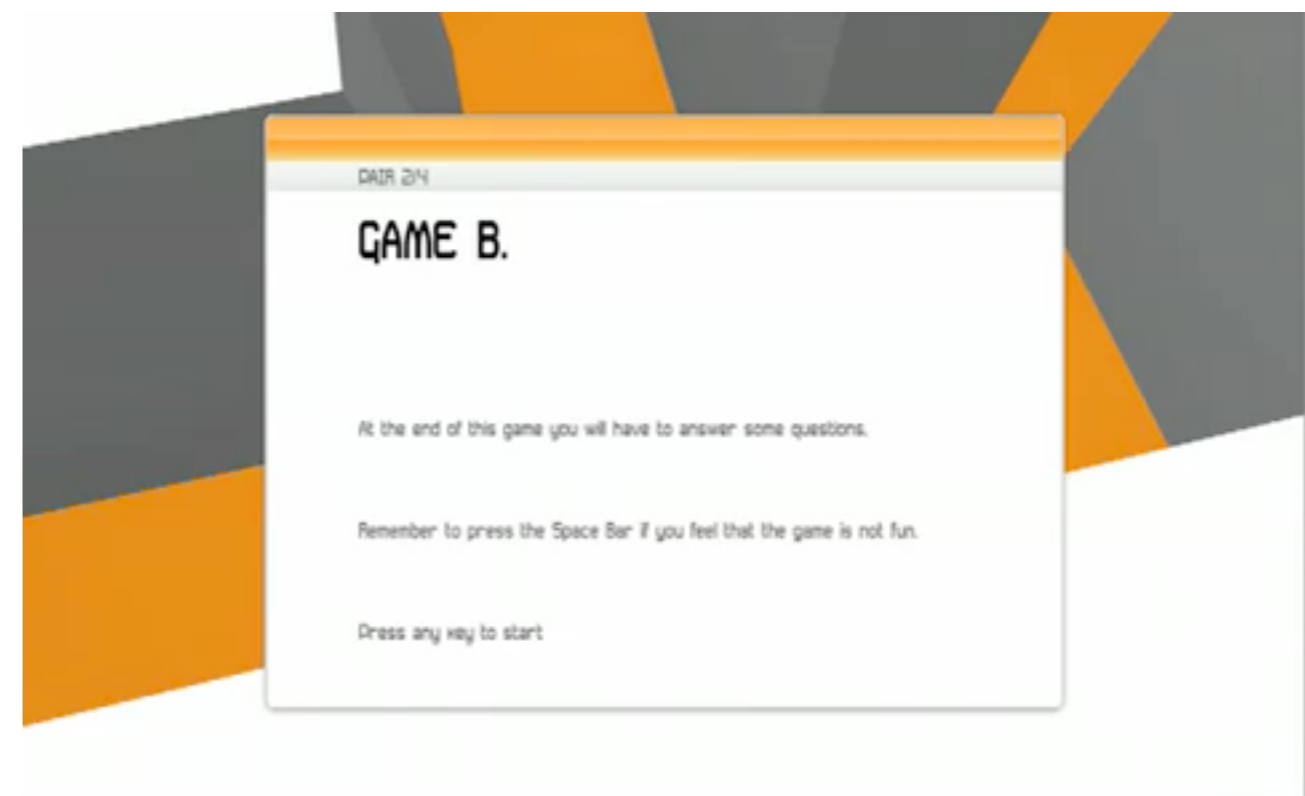 PAIR 2/4
GAME B.
At the end of this game you will have to answer some questions.
Remember to press the Space Bar if you feel that the game is not fun.
Press any key to start